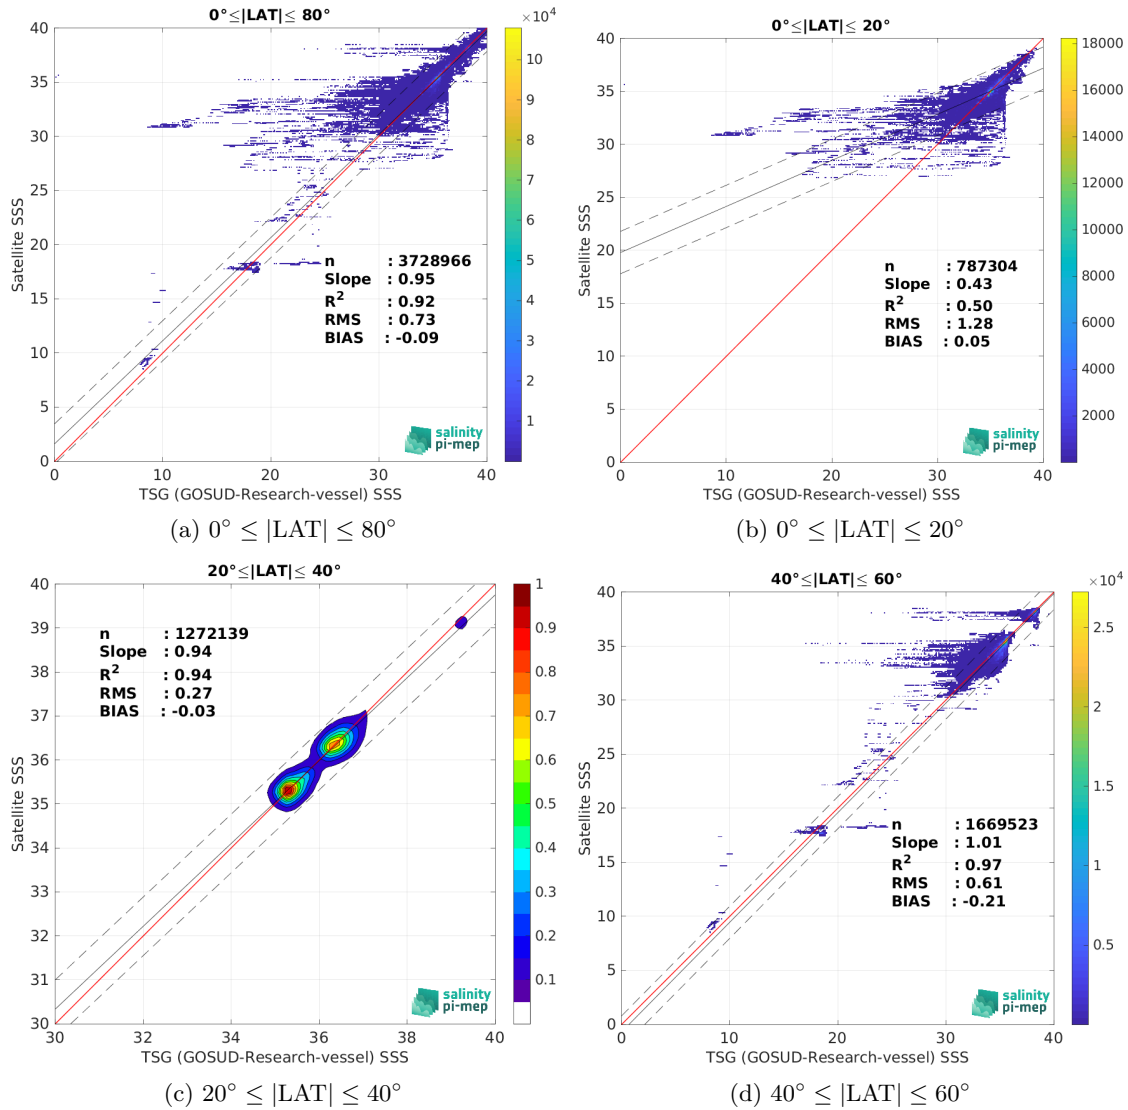 0°≤|LAT|≤ 80°
×10⁴
40
35
30
25
20
15
10
5
0
Satellite SSS
n : 3728966
Slope : 0.95
R² : 0.92
RMS : 0.73
BIAS : -0.09
salinity
pi-mep
0 10 20 30 40
TSG (GOSUD-Research-vessel) SSS
10
9
8
7
6
5
4
3
2
1
(a) 0° ≤ |LAT| ≤ 80°
0°≤|LAT|≤ 20°
40
35
30
25
20
15
10
5
0
Satellite SSS
n : 787304
Slope : 0.43
R² : 0.50
RMS : 1.28
BIAS : 0.05
salinity
pi-mep
0 10 20 30 40
TSG (GOSUD-Research-vessel) SSS
18000
16000
14000
12000
10000
8000
6000
4000
2000
(b) 0° ≤ |LAT| ≤ 20°
20°≤|LAT|≤ 40°
40
39
38
37
36
35
34
33
32
31
30
Satellite SSS
n : 1272139
Slope : 0.94
R² : 0.94
RMS : 0.27
BIAS : -0.03
salinity
pi-mep
30 32 34 36 38 40
TSG (GOSUD-Research-vessel) SSS
1
0.9
0.8
0.7
0.6
0.5
0.4
0.3
0.2
0.1
(c) 20° ≤ |LAT| ≤ 40°
40°≤|LAT|≤ 60°
×10⁴
40
35
30
25
20
15
10
5
0
Satellite SSS
n : 1669523
Slope : 1.01
R² : 0.97
RMS : 0.61
BIAS : -0.21
salinity
pi-mep
0 10 20 30 40
TSG (GOSUD-Research-vessel) SSS
2.5
2
1.5
1
0.5
(d) 40° ≤ |LAT| ≤ 60°